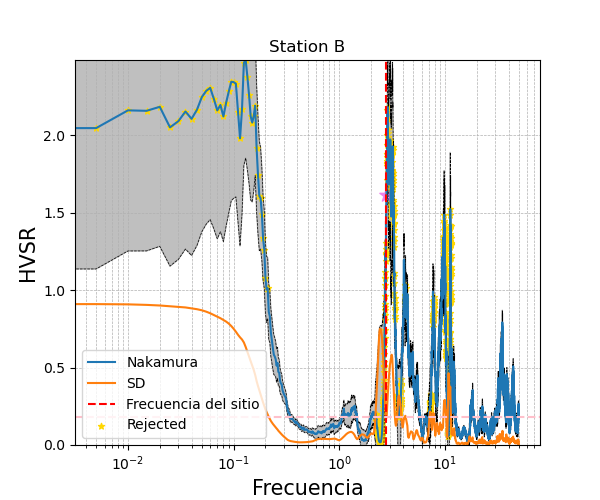 Station B
HVSR
2.0
1.5
1.0
0.5
0.0
Nakamura
SD
Frecuencia del sitio
Rejected
10⁻² 10⁻¹ 10⁰ 10¹
Frecuencia